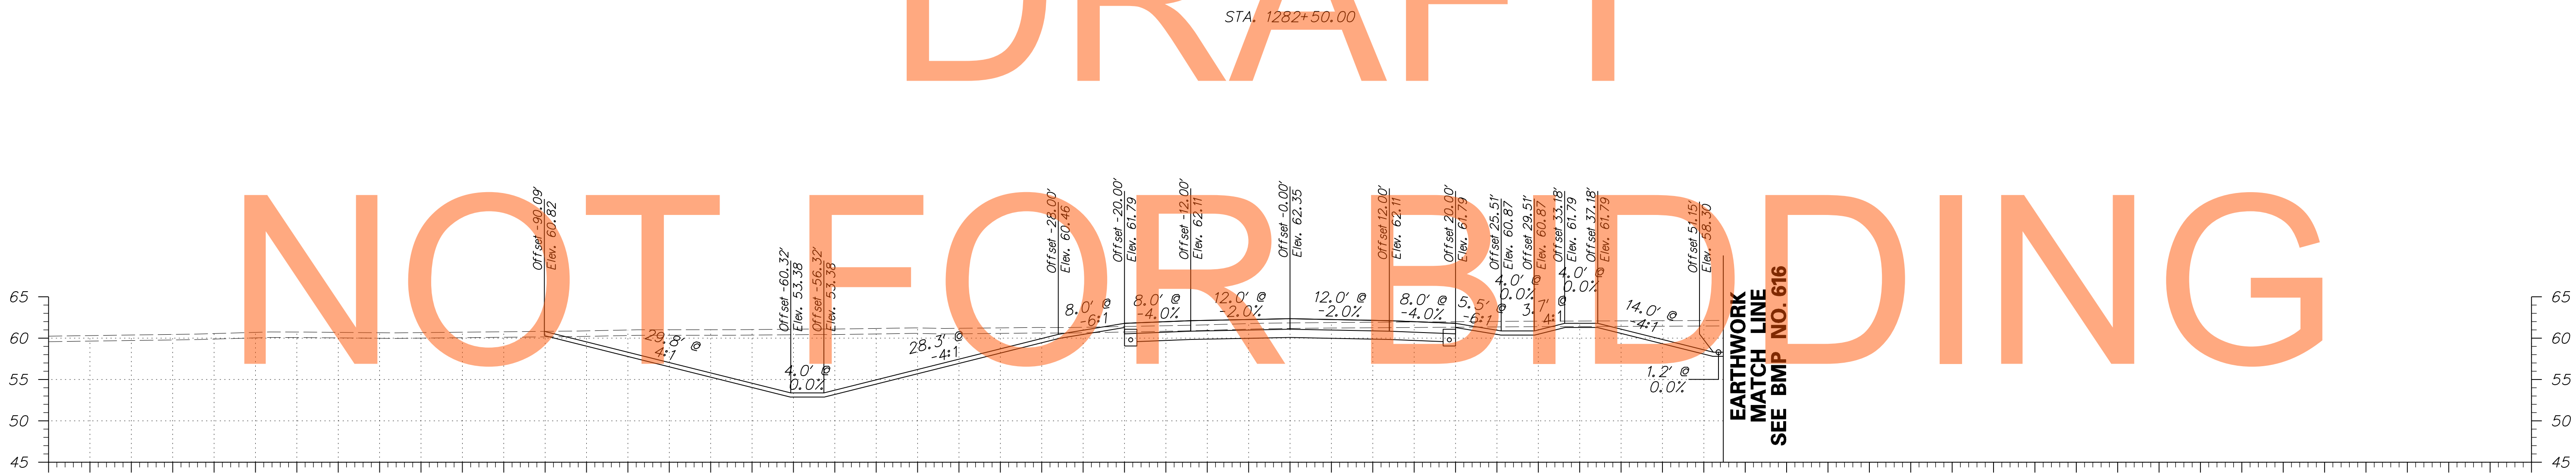 DRAFT
STA. 1282+50.00
NOT FOR BIDDING
Offset -90.09'
Elev. 60.82
Offset -60.32'
Elev. 53.38
Offset -56.32'
Elev. 53.38
Offset -28.00'
Elev. 60.46
Offset -20.00'
Elev. 61.79
Offset -12.00'
Elev. 62.11
Offset -0.00'
Elev. 62.35
Offset 12.00'
Elev. 62.11
Offset 20.00'
Elev. 61.79
Offset 25.51'
Elev. 60.87
Offset 29.51'
Elev. 60.87
Offset 33.18'
Elev. 61.79
Offset 37.18'
Elev. 61.79
Offset 51.15'
Elev. 58.30
29.8' @
4:1
4.0' @
0.0%
28.3' @
-4:1
8.0' @
-6:1
8.0' @
-4.0%
12.0' @
-2.0%
12.0' @
-2.0%
8.0' @
-4.0%
5.5' @
-6:1
4.0' @
0.0%
3.7' @
4:1
4.0' @
0.0%
14.0' @
-4:1
1.2' @
0.0%
EARTHWORK
MATCH LINE
SEE BMP NO. 616
65
60
55
50
45
65
60
55
50
45